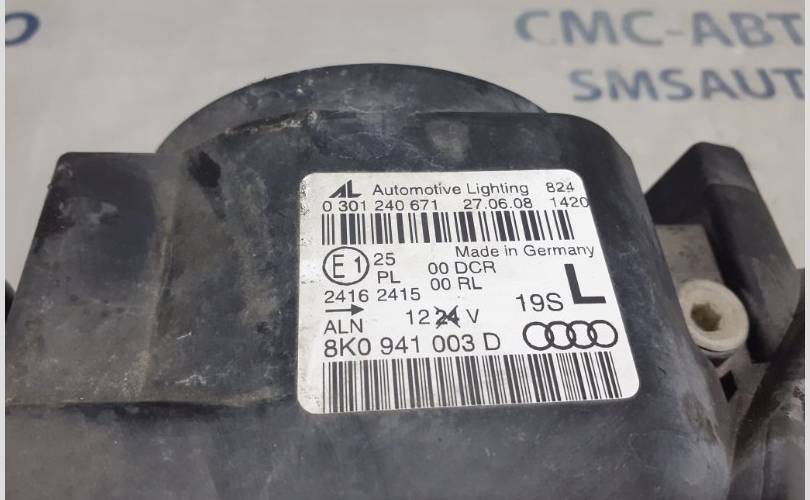 CMC-АВТ
SMSAUT
AL Automotive Lighting 824
0 301 240 671 27.06.08 1420
Made in Germany
E1 25 00 DCR
PL 00 RL
2416 2415
19S L
ALN 12 24 V
8K0 941 003 D